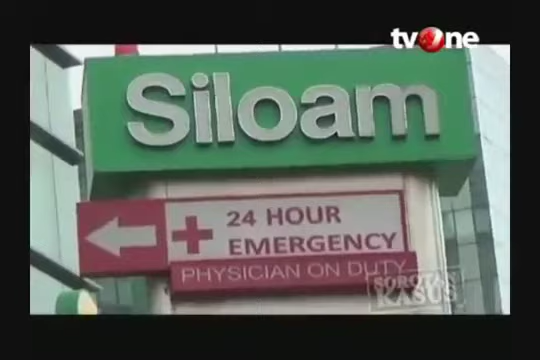 tvOne
Siloam
24 HOUR
EMERGENCY
PHYSICIAN ON DUTY
SOROTAN
KASUS